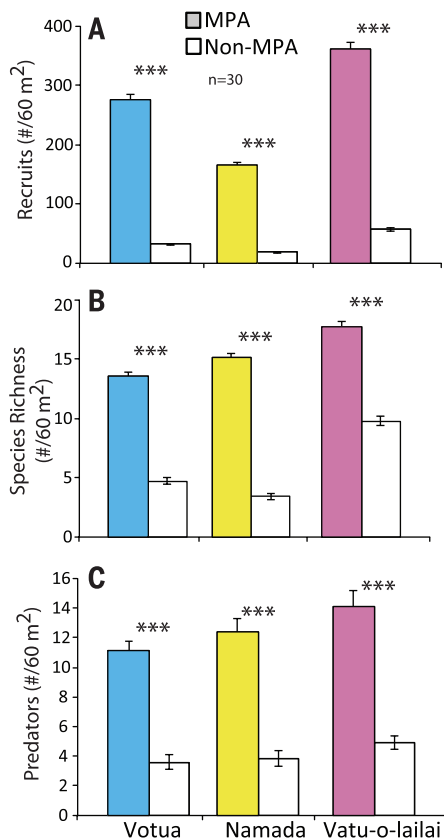 A
MPA
Non-MPA
n=30
400
300
200
100
0
Recruits (#/60 m²)
***
***
***
B
20
15
10
5
0
Species Richness
(#/60 m²)
***
***
***
C
16
14
12
10
8
6
4
2
0
Predators (#/60 m²)
***
***
***
Votua Namada Vatu-o-lailai